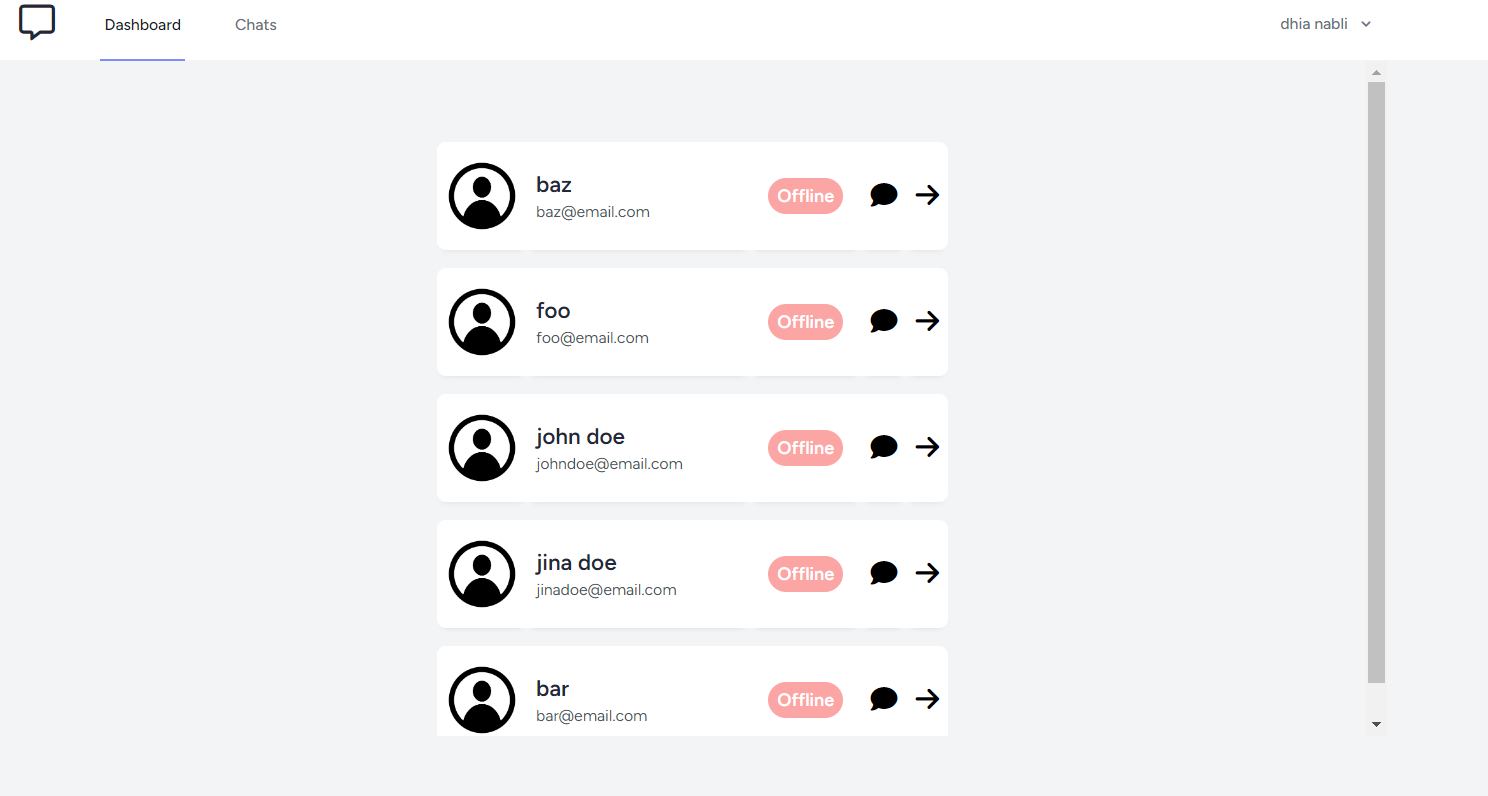 Dashboard Chats dhia nabli
baz
baz@email.com
Offline
foo
foo@email.com
Offline
john doe
johndoe@email.com
Offline
jina doe
jinadoe@email.com
Offline
bar
bar@email.com
Offline